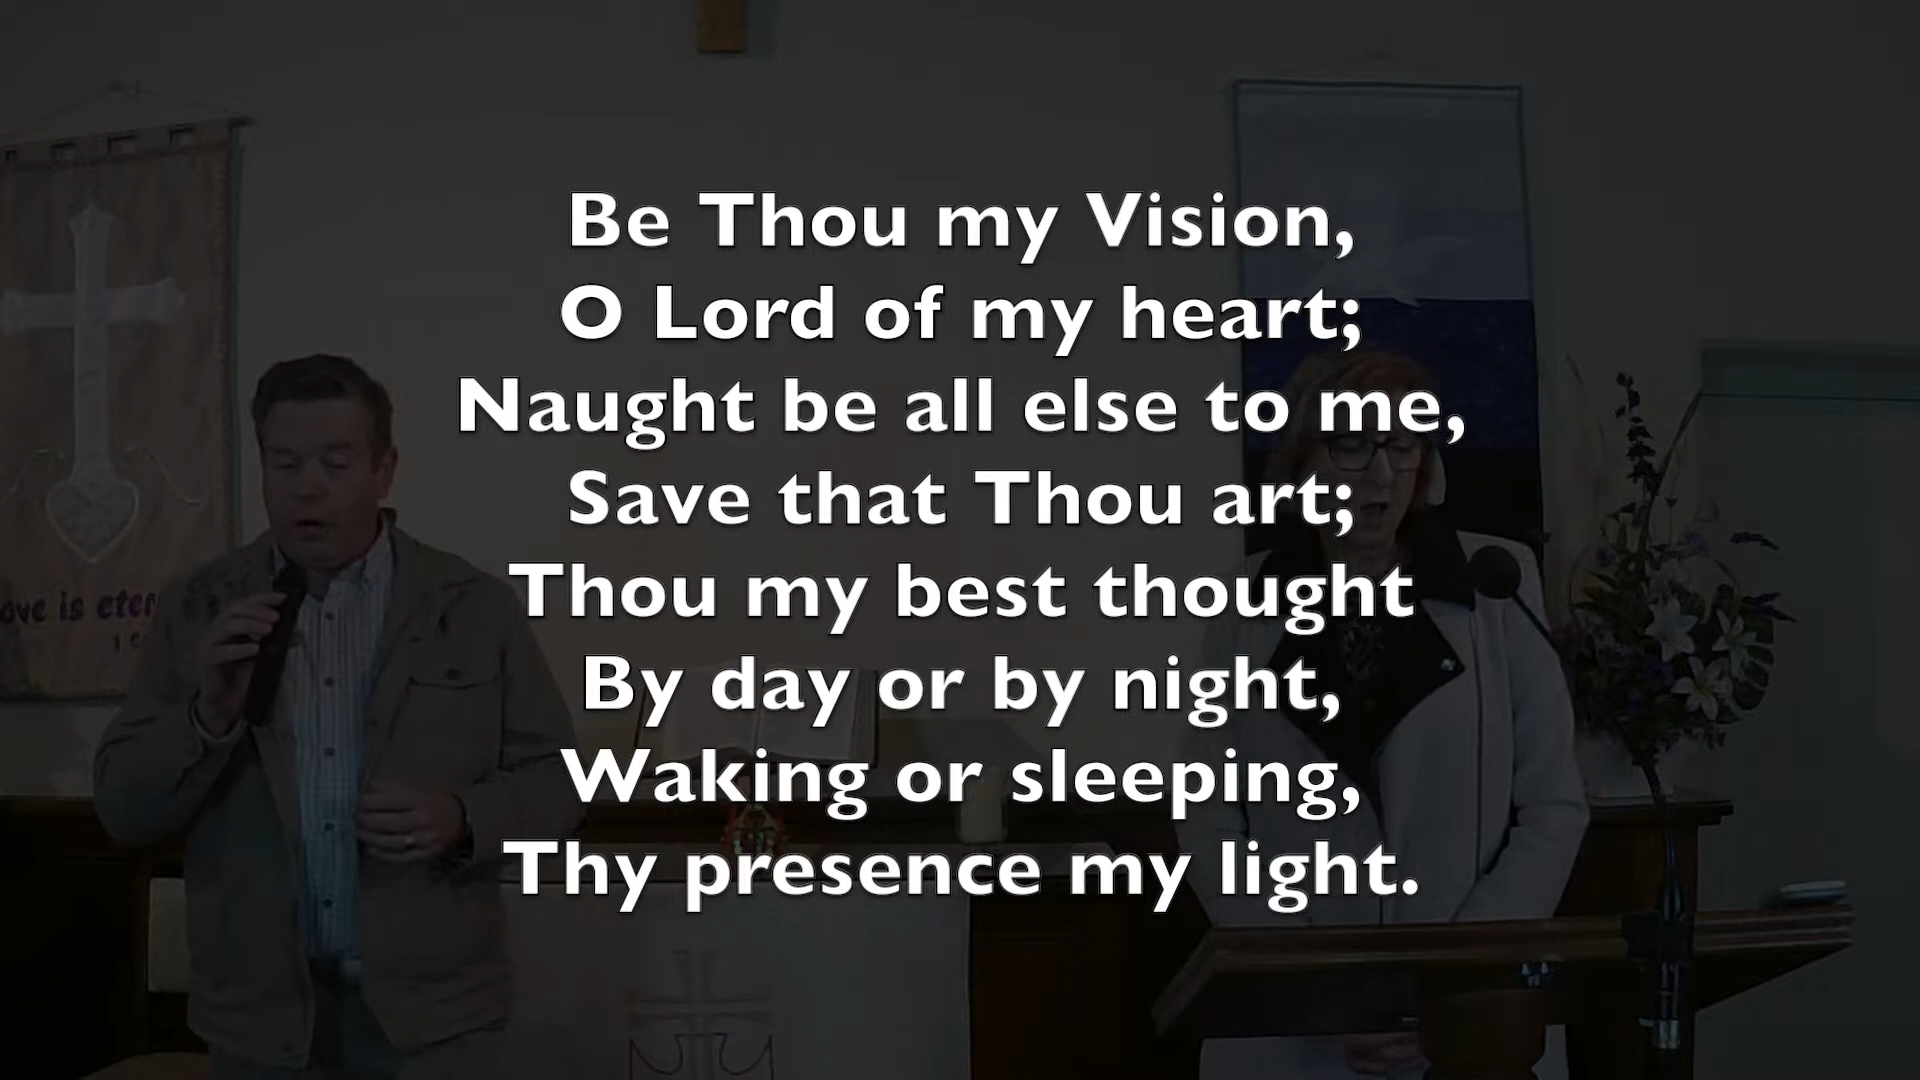 Be Thou my Vision,
O Lord of my heart;
Naught be all else to me,
Save that Thou art;
Thou my best thought
By day or by night,
Waking or sleeping,
Thy presence my light.
is